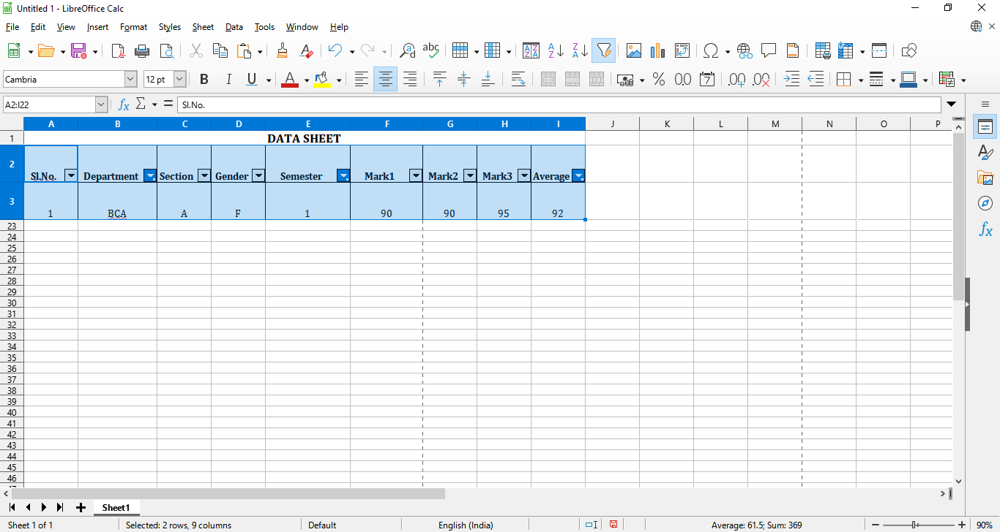 Untitled 1 - LibreOffice Calc
File Edit View Insert Format Styles Sheet Data Tools Window Help
Cambria 12 pt
A2:I22 Sl.No.
A B C D E F G H I J K L M N O P
1 DATA SHEET
2 Sl.No. Department Section Gender Semester Mark1 Mark2 Mark3 Average
3 1 BCA A F 1 90 90 95 92
23
24
25
26
27
28
29
30
31
32
33
34
35
36
37
38
39
40
41
42
43
44
45
46
Sheet1
Sheet 1 of 1 Selected: 2 rows, 9 columns Default English (India) Average: 61.5; Sum: 369 90%